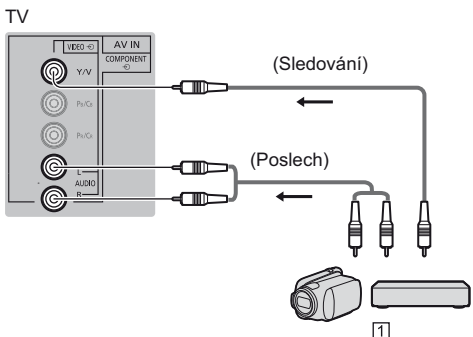 TV
VIDEO
AV IN
COMPONENT
Y/V
PB/CB
PR/CR
L
AUDIO
R
(Sledování)
(Poslech)
1